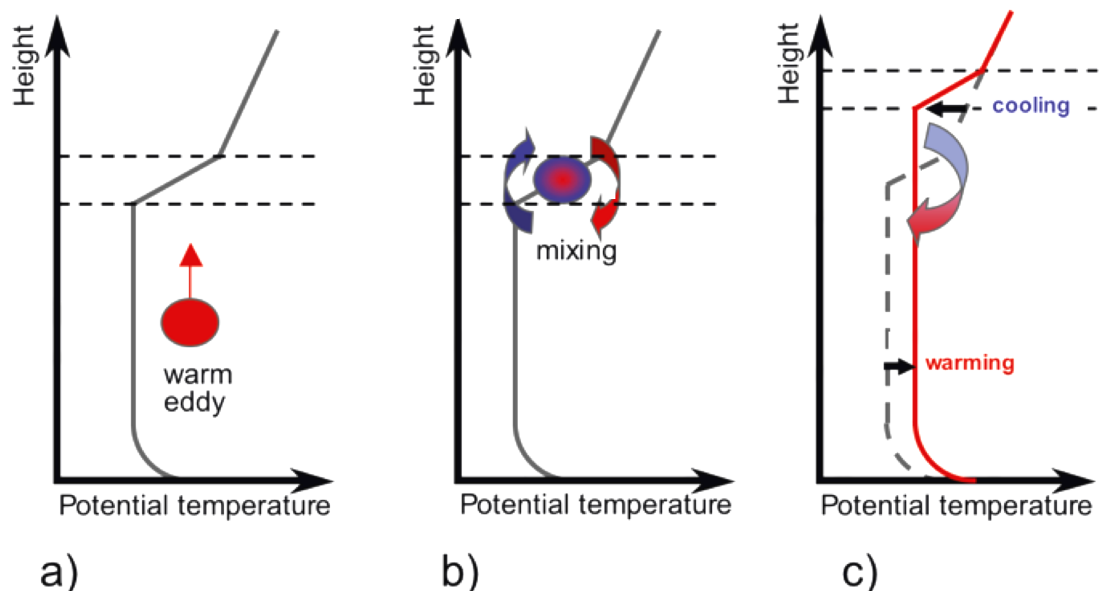 Height
warm
eddy
Potential temperature
a)
Height
mixing
Potential temperature
b)
Height
cooling
warming
Potential temperature
c)